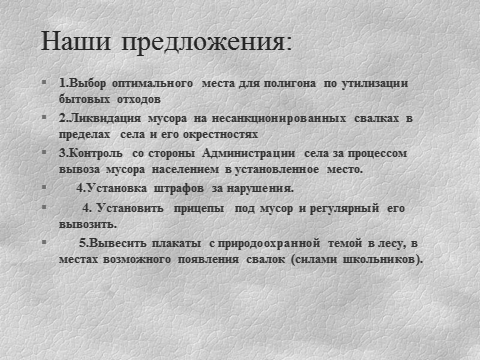 Наши предложения:
1.Выбор оптимального места для полигона по утилизации
бытовых отходов
2.Ликвидация мусора на несанкционированных свалках в
пределах села и его окрестностях
3.Контроль со стороны Администрации села за процессом
вывоза мусора населением в установленное место.
4.Установка штрафов за нарушения.
4. Установить прицепы под мусор и регулярный его
вывозить.
5.Вывесить плакаты с природоохранной темой в лесу, в
местах возможного появления свалок (силами школьников).